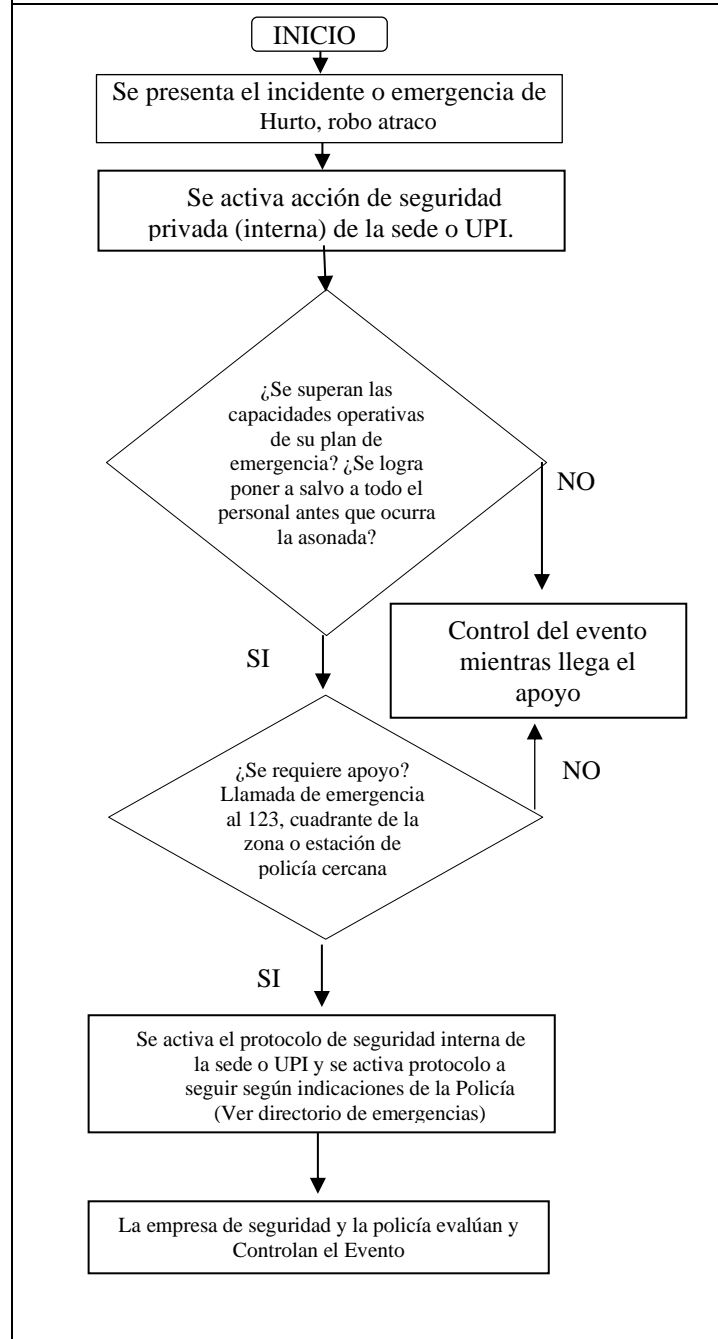 INICIO
Se presenta el incidente o emergencia de
Hurto, robo atraco
Se activa acción de seguridad
privada (interna) de la sede o UPI.
¿Se superan las
capacidades operativas
de su plan de
emergencia? ¿Se logra
poner a salvo a todo el
personal antes que ocurra
la asonada?
NO
Control del evento
mientras llega el
apoyo
SI
¿Se requiere apoyo?
Llamada de emergencia
al 123, cuadrante de la
zona o estación de
policía cercana
NO
SI
Se activa el protocolo de seguridad interna de
la sede o UPI y se activa protocolo a
seguir según indicaciones de la Policía
(Ver directorio de emergencias)
La empresa de seguridad y la policía evalúan y
Controlan el Evento